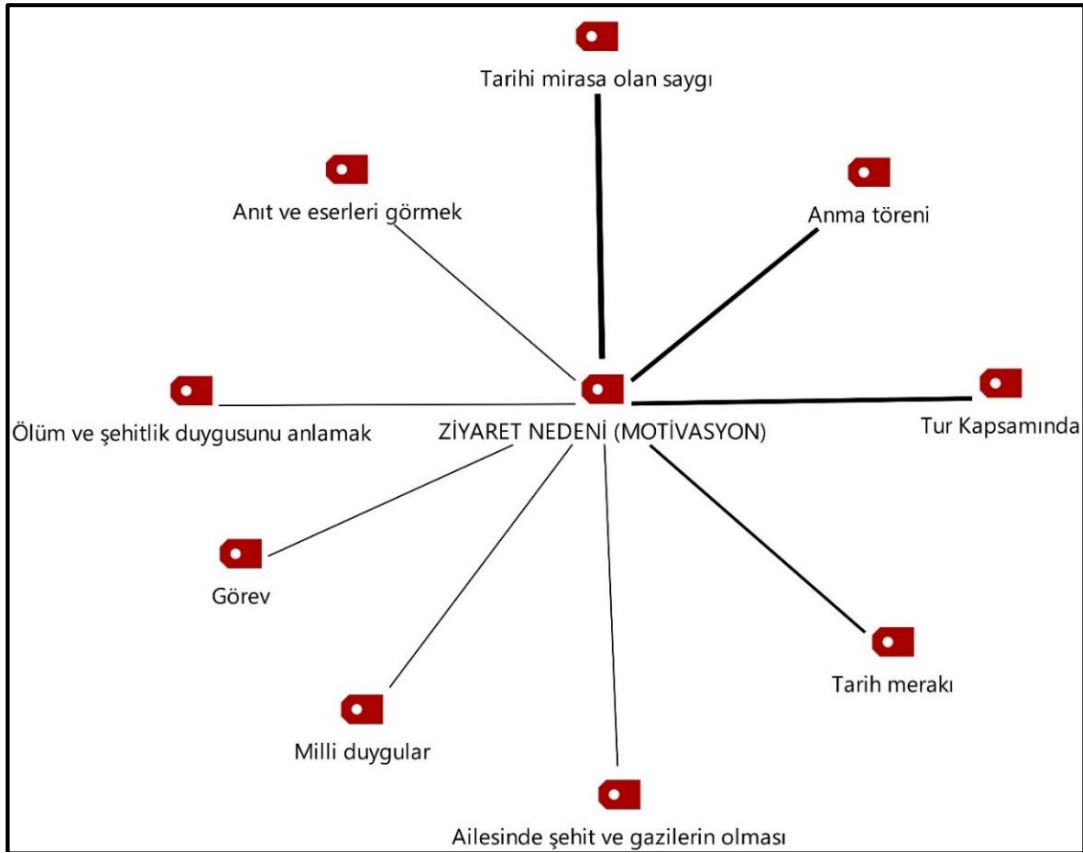 Tarihi mirasa olan saygı
Anıt ve eserleri görmek
Anma töreni
Ölüm ve şehitlik duygusunu anlamak
ZİYARET NEDENİ (MOTİVASYON)
Tur Kapsamında
Görev
Tarih merakı
Milli duygular
Ailesinde şehit ve gazilerin olması